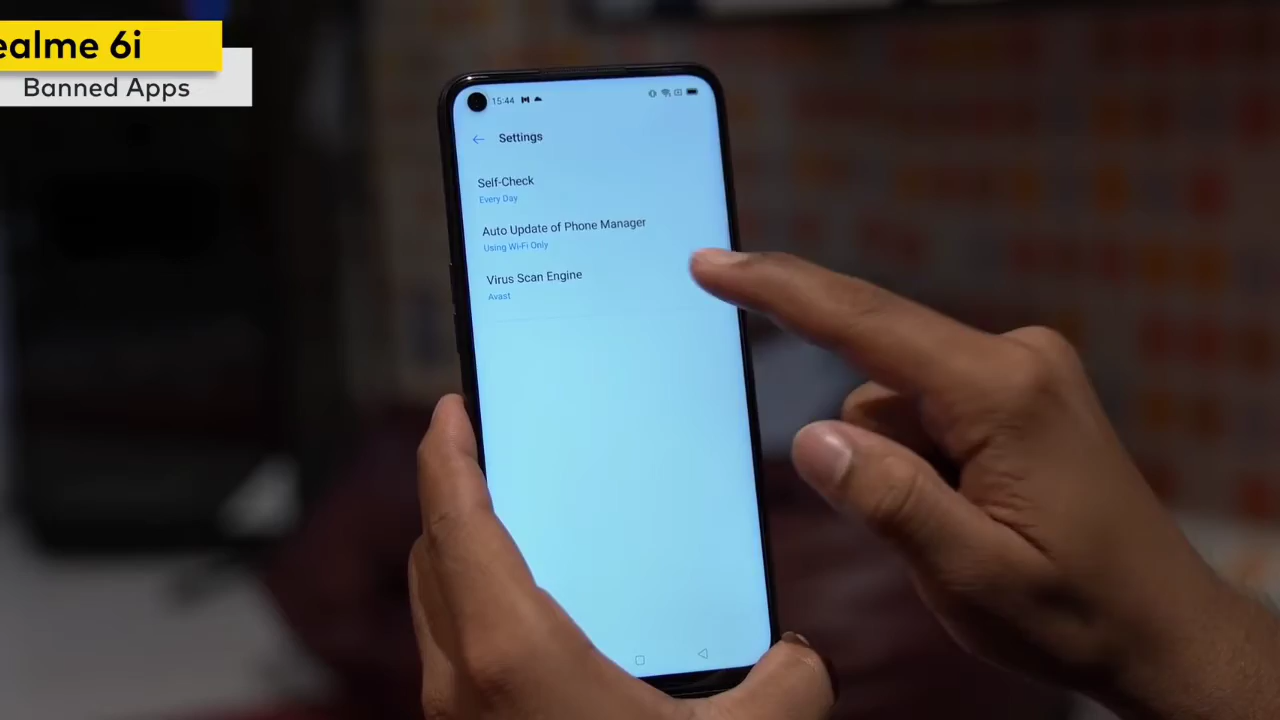 ealme 6i
Banned Apps
15:44
Settings
Self-Check
Every Day
Auto Update of Phone Manager
Using Wi-Fi Only
Virus Scan Engine
Avast